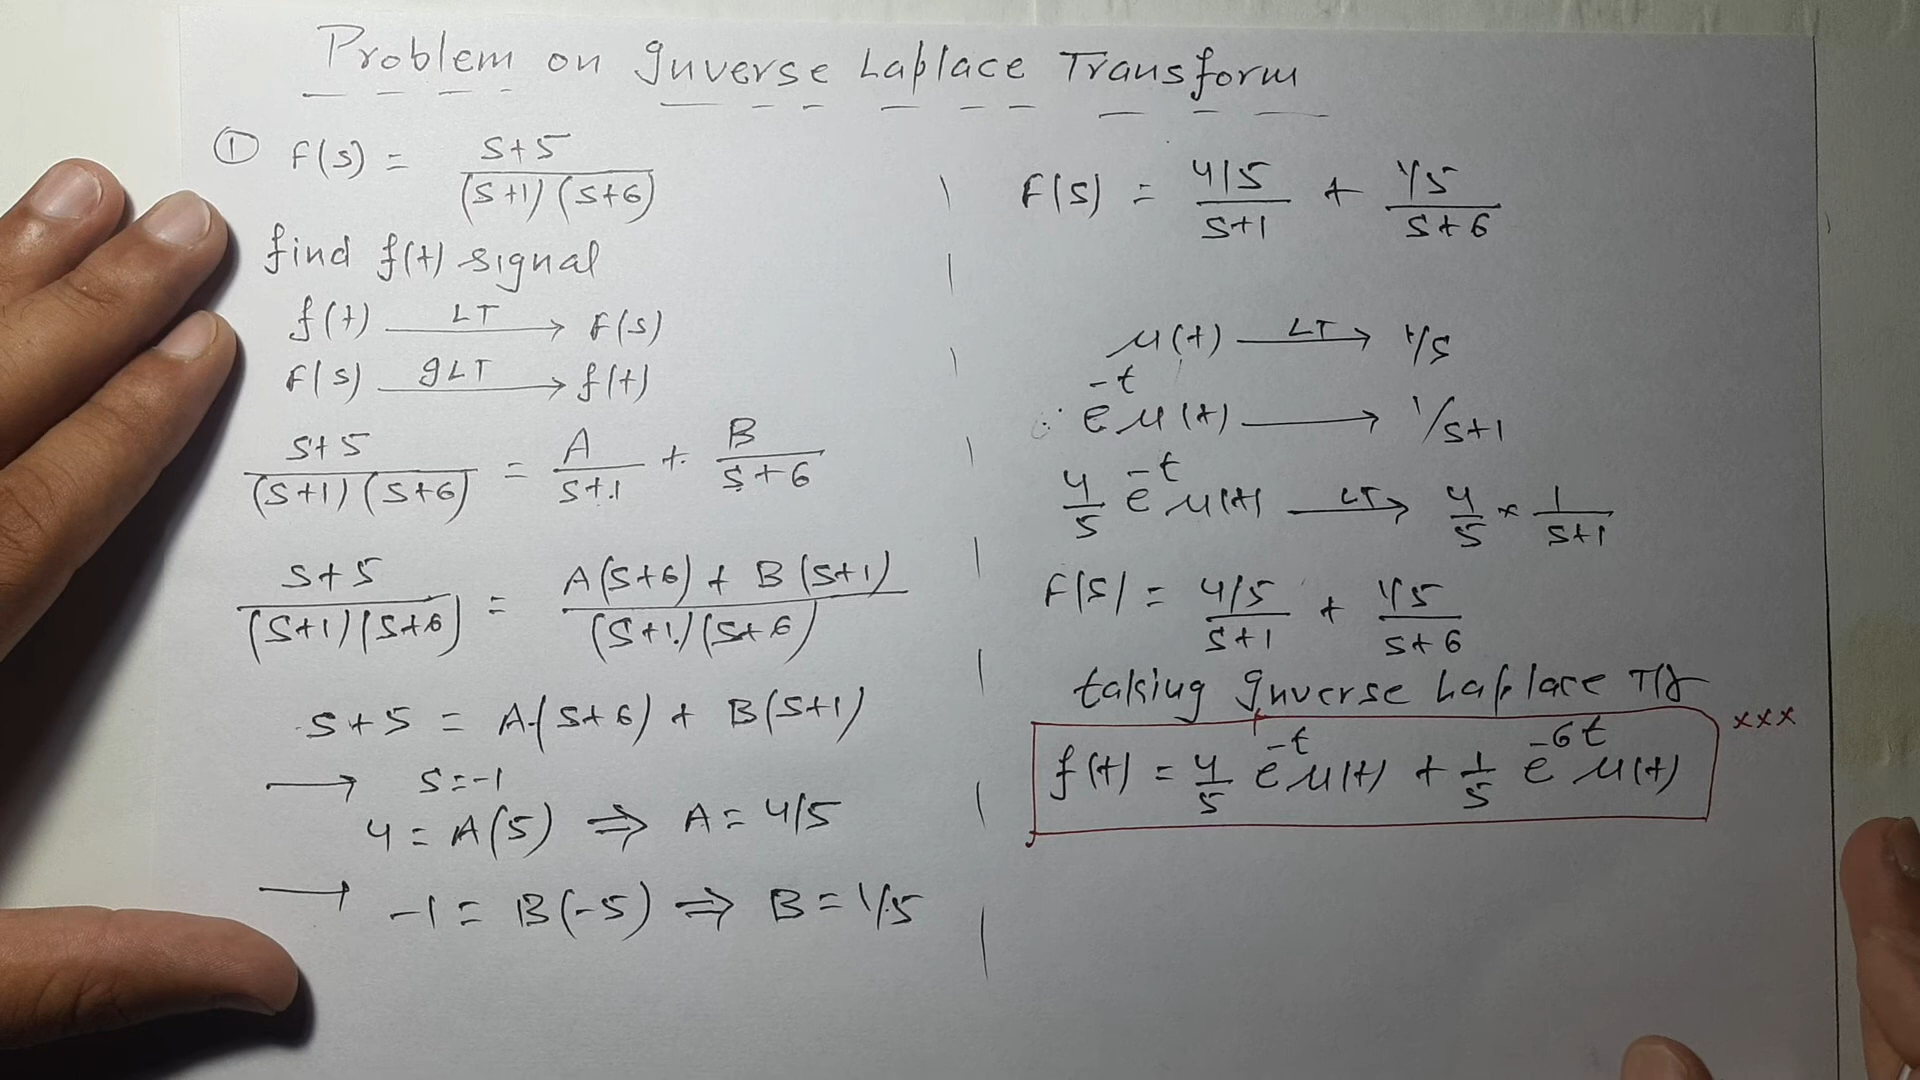 Problem on Inverse Laplace Transform
① F(s) = s+5 / (s+1)(s+6)
find f(t) signal
f(t) —LT→ F(s)
F(s) —ILT→ f(t)
s+5 / (s+1)(s+6) = A / s+1 + B / s+6
s+5 / (s+1)(s+6) = A(s+6) + B(s+1) / (s+1)(s+6)
s+5 = A(s+6) + B(s+1)
→ s=-1
4 = A(5) ⇒ A = 4/5
→ -1 = B(-5) ⇒ B = 1/5
F(s) = 4/5 / s+1 + 1/5 / s+6
u(t) —LT→ 1/s
e^-t u(t) → 1/s+1
4/5 e^-t u(t) —LT→ 4/5 × 1/s+1
F(s) = 4/5 / s+1 + 1/5 / s+6
taking Inverse Laplace T/f
f(t) = 4/5 e^-t u(t) + 1/5 e^-6t u(t) xxx